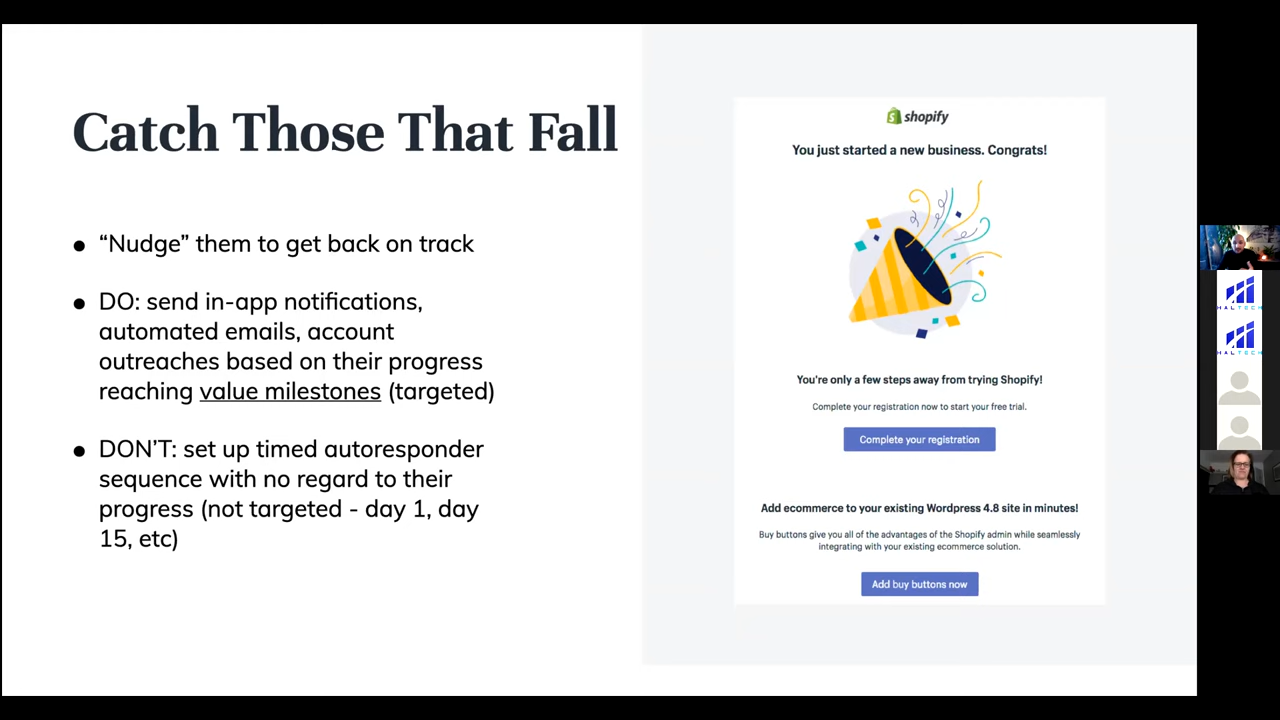 Catch Those That Fall
● “Nudge” them to get back on track
● DO: send in-app notifications,
automated emails, account
outreaches based on their progress
reaching value milestones (targeted)
● DON’T: set up timed autoresponder
sequence with no regard to their
progress (not targeted - day 1, day
15, etc)
shopify
You just started a new business. Congrats!
You're only a few steps away from trying Shopify!
Complete your registration now to start your free trial.
Complete your registration
Add ecommerce to your existing Wordpress 4.8 site in minutes!
Buy buttons give you all of the advantages of the Shopify admin while seamlessly
integrating with your existing ecommerce solution.
Add buy buttons now
HALTECH
HALTECH